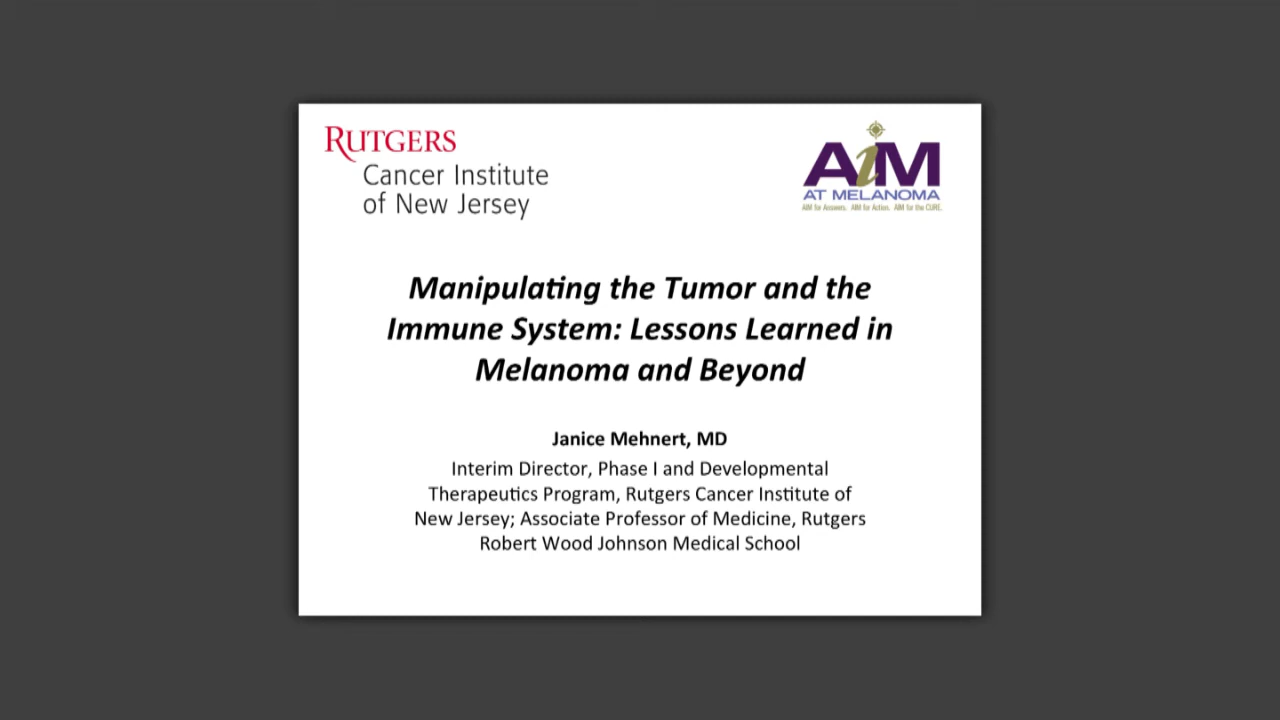 RUTGERS
Cancer Institute
of New Jersey
AiM
AT MELANOMA
AIM for Answers. AIM for Action. AIM for the CURE.
Manipulating the Tumor and the
Immune System: Lessons Learned in
Melanoma and Beyond
Janice Mehnert, MD
Interim Director, Phase I and Developmental
Therapeutics Program, Rutgers Cancer Institute of
New Jersey; Associate Professor of Medicine, Rutgers
Robert Wood Johnson Medical School